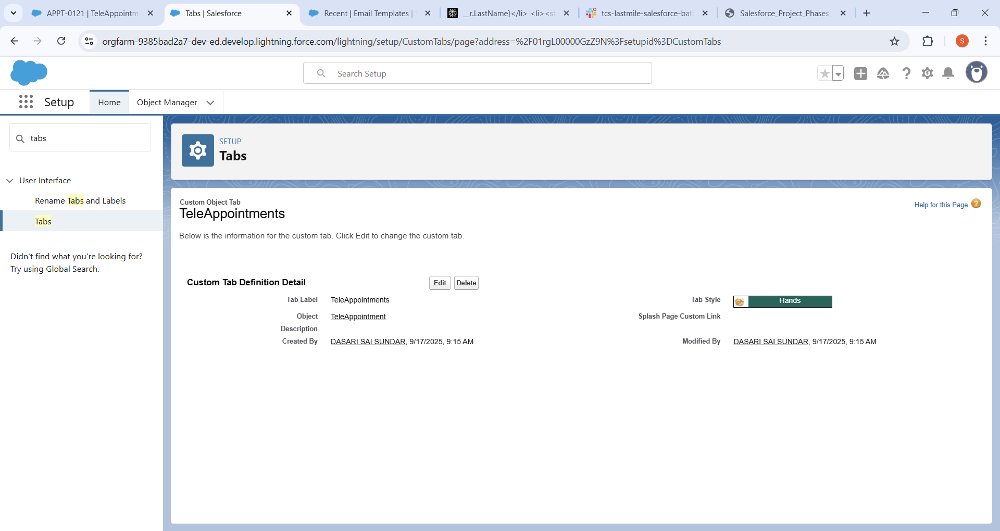 APPT-0121 | TeleAppointm
Tabs | Salesforce
Recent | Email Templates |
__r.LastName}</li> <li><st
tcs-lastmile-salesforce-bat
Salesforce_Project_Phases_
orgfarm-9385bad2a7-dev-ed.develop.lightning.force.com/lightning/setup/CustomTabs/page?address=%2F01rgL00000GzZ9N%3Fsetupid%3DCustomTabs
S
Search Setup
Setup
Home
Object Manager
tabs
User Interface
Rename Tabs and Labels
Tabs
Didn't find what you're looking for?
Try using Global Search.
SETUP
Tabs
Custom Object Tab
TeleAppointments
Help for this Page
Below is the information for the custom tab. Click Edit to change the custom tab.
Custom Tab Definition Detail
Edit
Delete
Tab Label TeleAppointments Tab Style Hands
Object TeleAppointment Splash Page Custom Link
Description
Created By DASARI SAI SUNDAR, 9/17/2025, 9:15 AM Modified By DASARI SAI SUNDAR, 9/17/2025, 9:15 AM